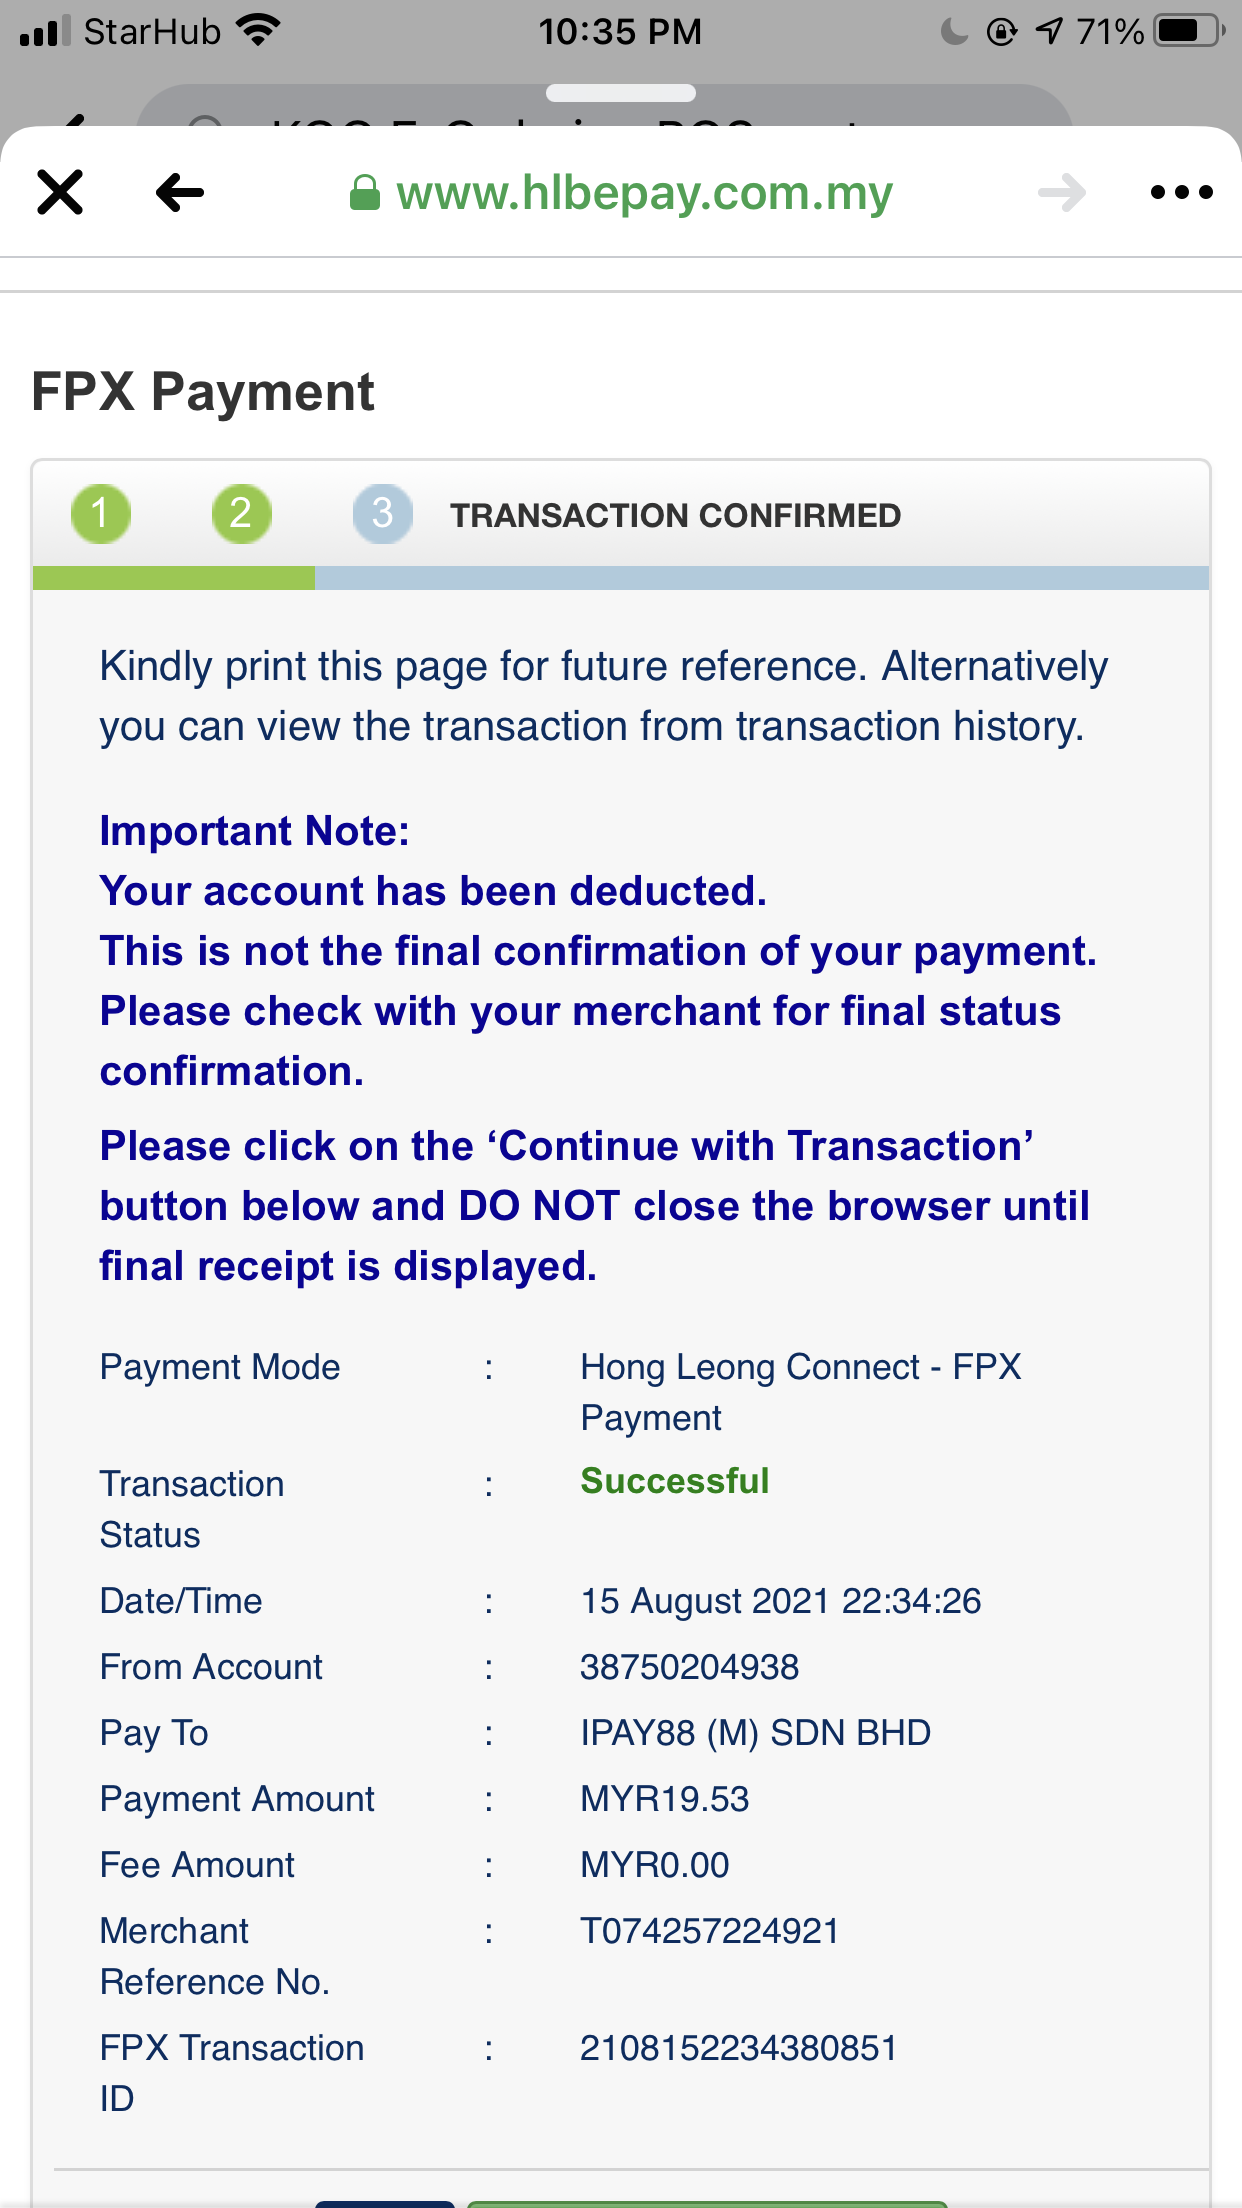 StarHub 10:35 PM 71%
www.hlbepay.com.my
FPX Payment
1 2 3 TRANSACTION CONFIRMED
Kindly print this page for future reference. Alternatively
you can view the transaction from transaction history.
Important Note:
Your account has been deducted.
This is not the final confirmation of your payment.
Please check with your merchant for final status
confirmation.
Please click on the ‘Continue with Transaction’
button below and DO NOT close the browser until
final receipt is displayed.
Payment Mode : Hong Leong Connect - FPX
Payment
Transaction : Successful
Status
Date/Time : 15 August 2021 22:34:26
From Account : 38750204938
Pay To : IPAY88 (M) SDN BHD
Payment Amount : MYR19.53
Fee Amount : MYR0.00
Merchant : T074257224921
Reference No.
FPX Transaction : 2108152234380851
ID